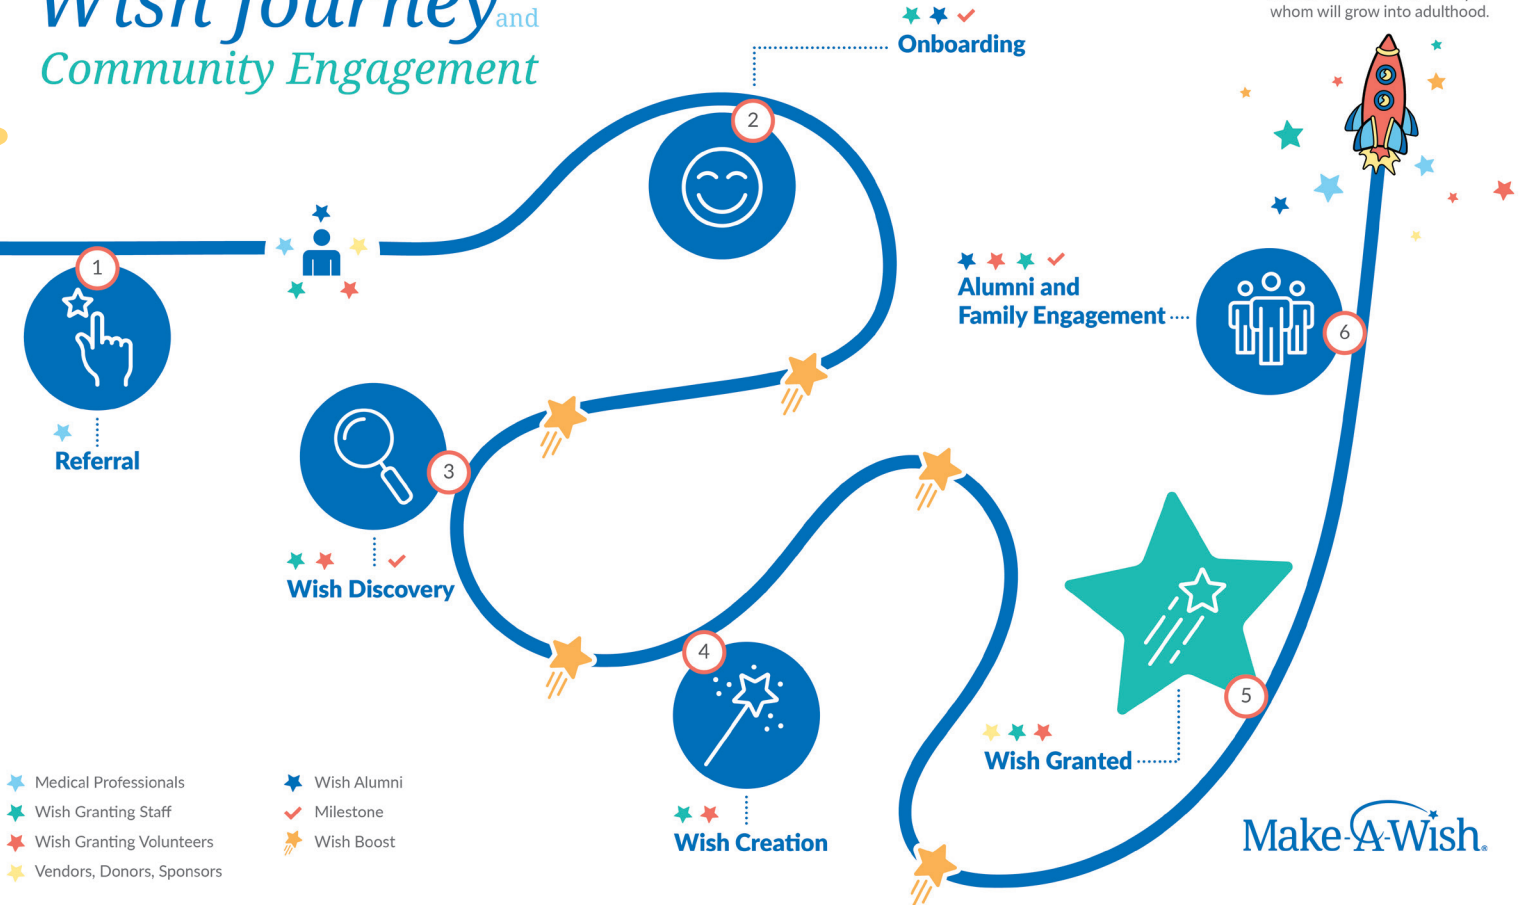 Wish Journey and
Community Engagement
whom will grow into adulthood.
Onboarding
2
1
Referral
Alumni and
Family Engagement
6
3
Wish Discovery
4
Wish Creation
5
Wish Granted
Medical Professionals
Wish Granting Staff
Wish Granting Volunteers
Vendors, Donors, Sponsors
Wish Alumni
Milestone
Wish Boost
Make-A-Wish®